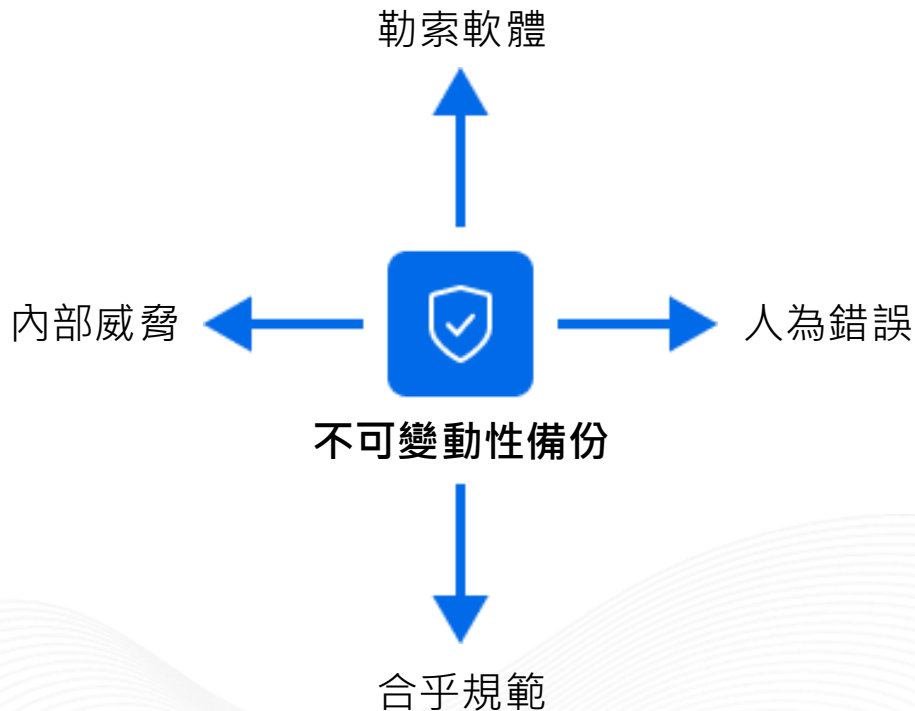 勒索軟體
內部威脅
人為錯誤
不可變動性備份
合乎規範